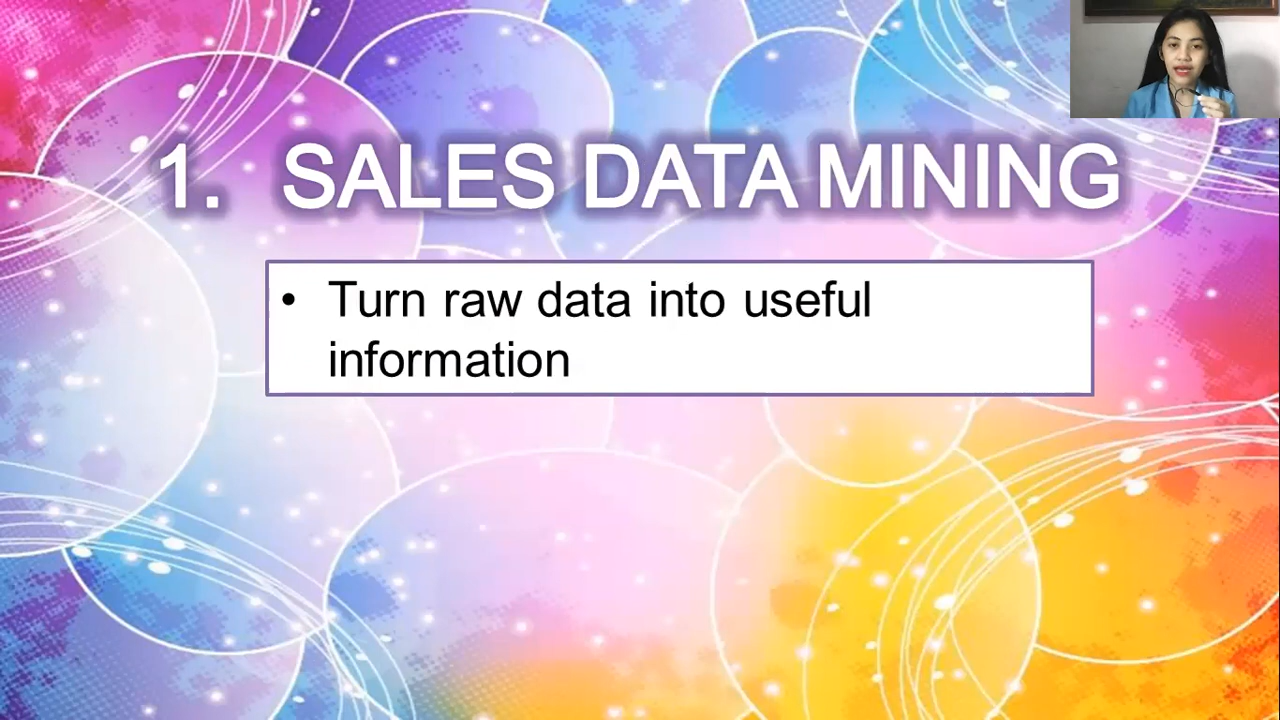 1. SALES DATA MINING
• Turn raw data into useful
information